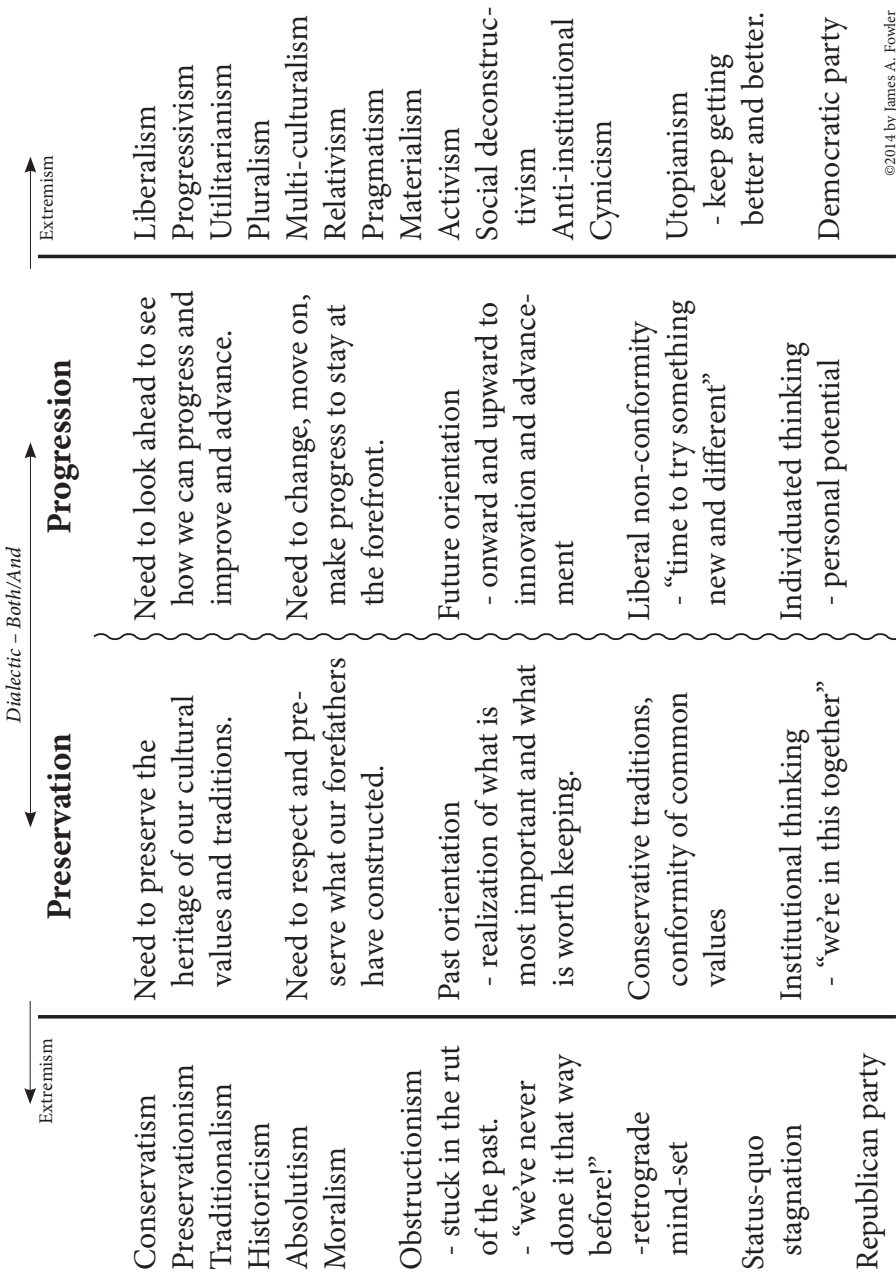 Dialectic – Both/And
Extremism
Preservation
Progression
Extremism
Conservatism
Preservationism
Traditionalism
Historicism
Absolutism
Moralism
Obstructionism
- stuck in the rut
of the past.
- “we’ve never
done it that way
before!”
-retrograde
mind-set
Status-quo
stagnation
Republican party
Need to preserve the
heritage of our cultural
values and traditions.
Need to respect and pre-
serve what our forefathers
have constructed.
Past orientation
- realization of what is
most important and what
is worth keeping.
Conservative traditions,
conformity of common
values
Institutional thinking
- “we’re in this together”
Need to look ahead to see
how we can progress and
improve and advance.
Need to change, move on,
make progress to stay at
the forefront.
Future orientation
- onward and upward to
innovation and advance-
ment
Liberal non-conformity
- “time to try something
new and different”
Individuated thinking
- personal potential
Liberalism
Progressivism
Utilitarianism
Pluralism
Multi-culturalism
Relativism
Pragmatism
Materialism
Activism
Social deconstruc-
tivism
Anti-institutional
Cynicism
Utopianism
- keep getting
better and better.
Democratic party
©2014 by James A. Fowler